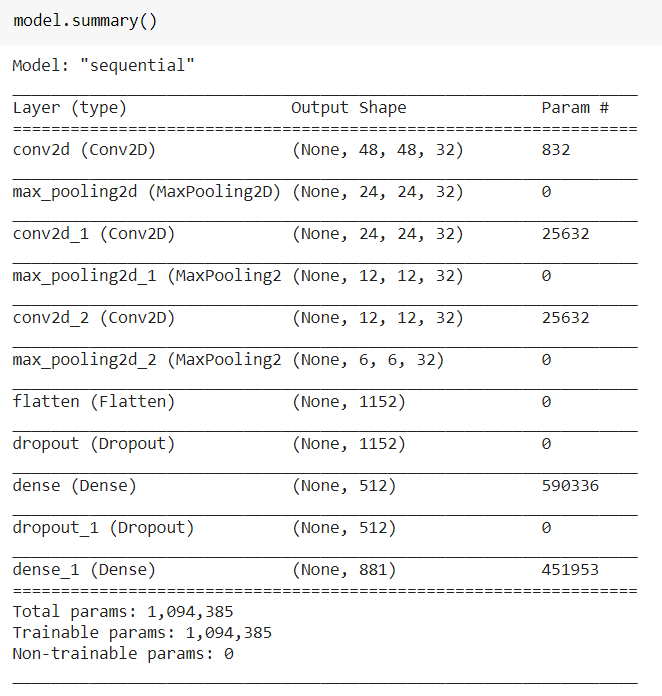 model.summary()
Model: "sequential"
_________________________________________________________________
Layer (type)                 Output Shape              Param #
=================================================================
conv2d (Conv2D)              (None, 48, 48, 32)        832
_________________________________________________________________
max_pooling2d (MaxPooling2D) (None, 24, 24, 32)        0
_________________________________________________________________
conv2d_1 (Conv2D)            (None, 24, 24, 32)        25632
_________________________________________________________________
max_pooling2d_1 (MaxPooling2 (None, 12, 12, 32)        0
_________________________________________________________________
conv2d_2 (Conv2D)            (None, 12, 12, 32)        25632
_________________________________________________________________
max_pooling2d_2 (MaxPooling2 (None, 6, 6, 32)          0
_________________________________________________________________
flatten (Flatten)            (None, 1152)              0
_________________________________________________________________
dropout (Dropout)            (None, 1152)              0
_________________________________________________________________
dense (Dense)                (None, 512)               590336
_________________________________________________________________
dropout_1 (Dropout)          (None, 512)               0
_________________________________________________________________
dense_1 (Dense)              (None, 881)               451953
=================================================================
Total params: 1,094,385
Trainable params: 1,094,385
Non-trainable params: 0
_________________________________________________________________